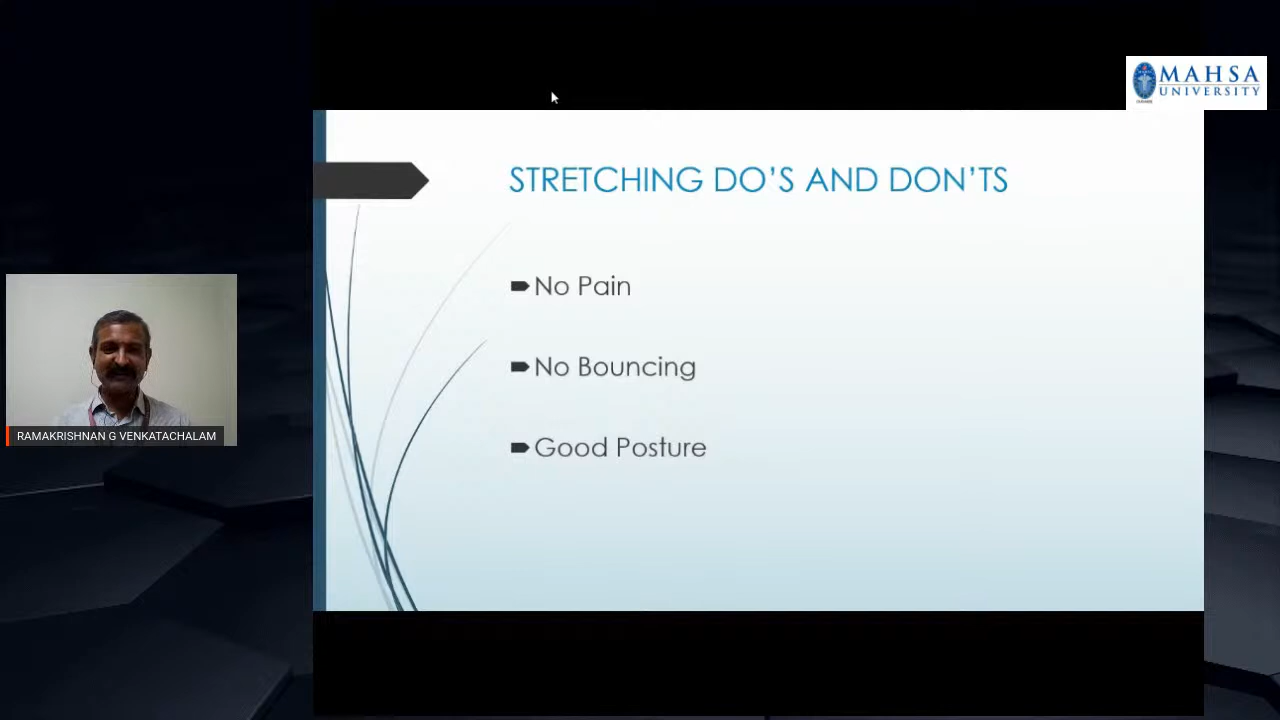 MAHSA
UNIVERSITY
STRETCHING DO’S AND DON’TS
No Pain
No Bouncing
Good Posture
RAMAKRISHNAN G VENKATACHALAM